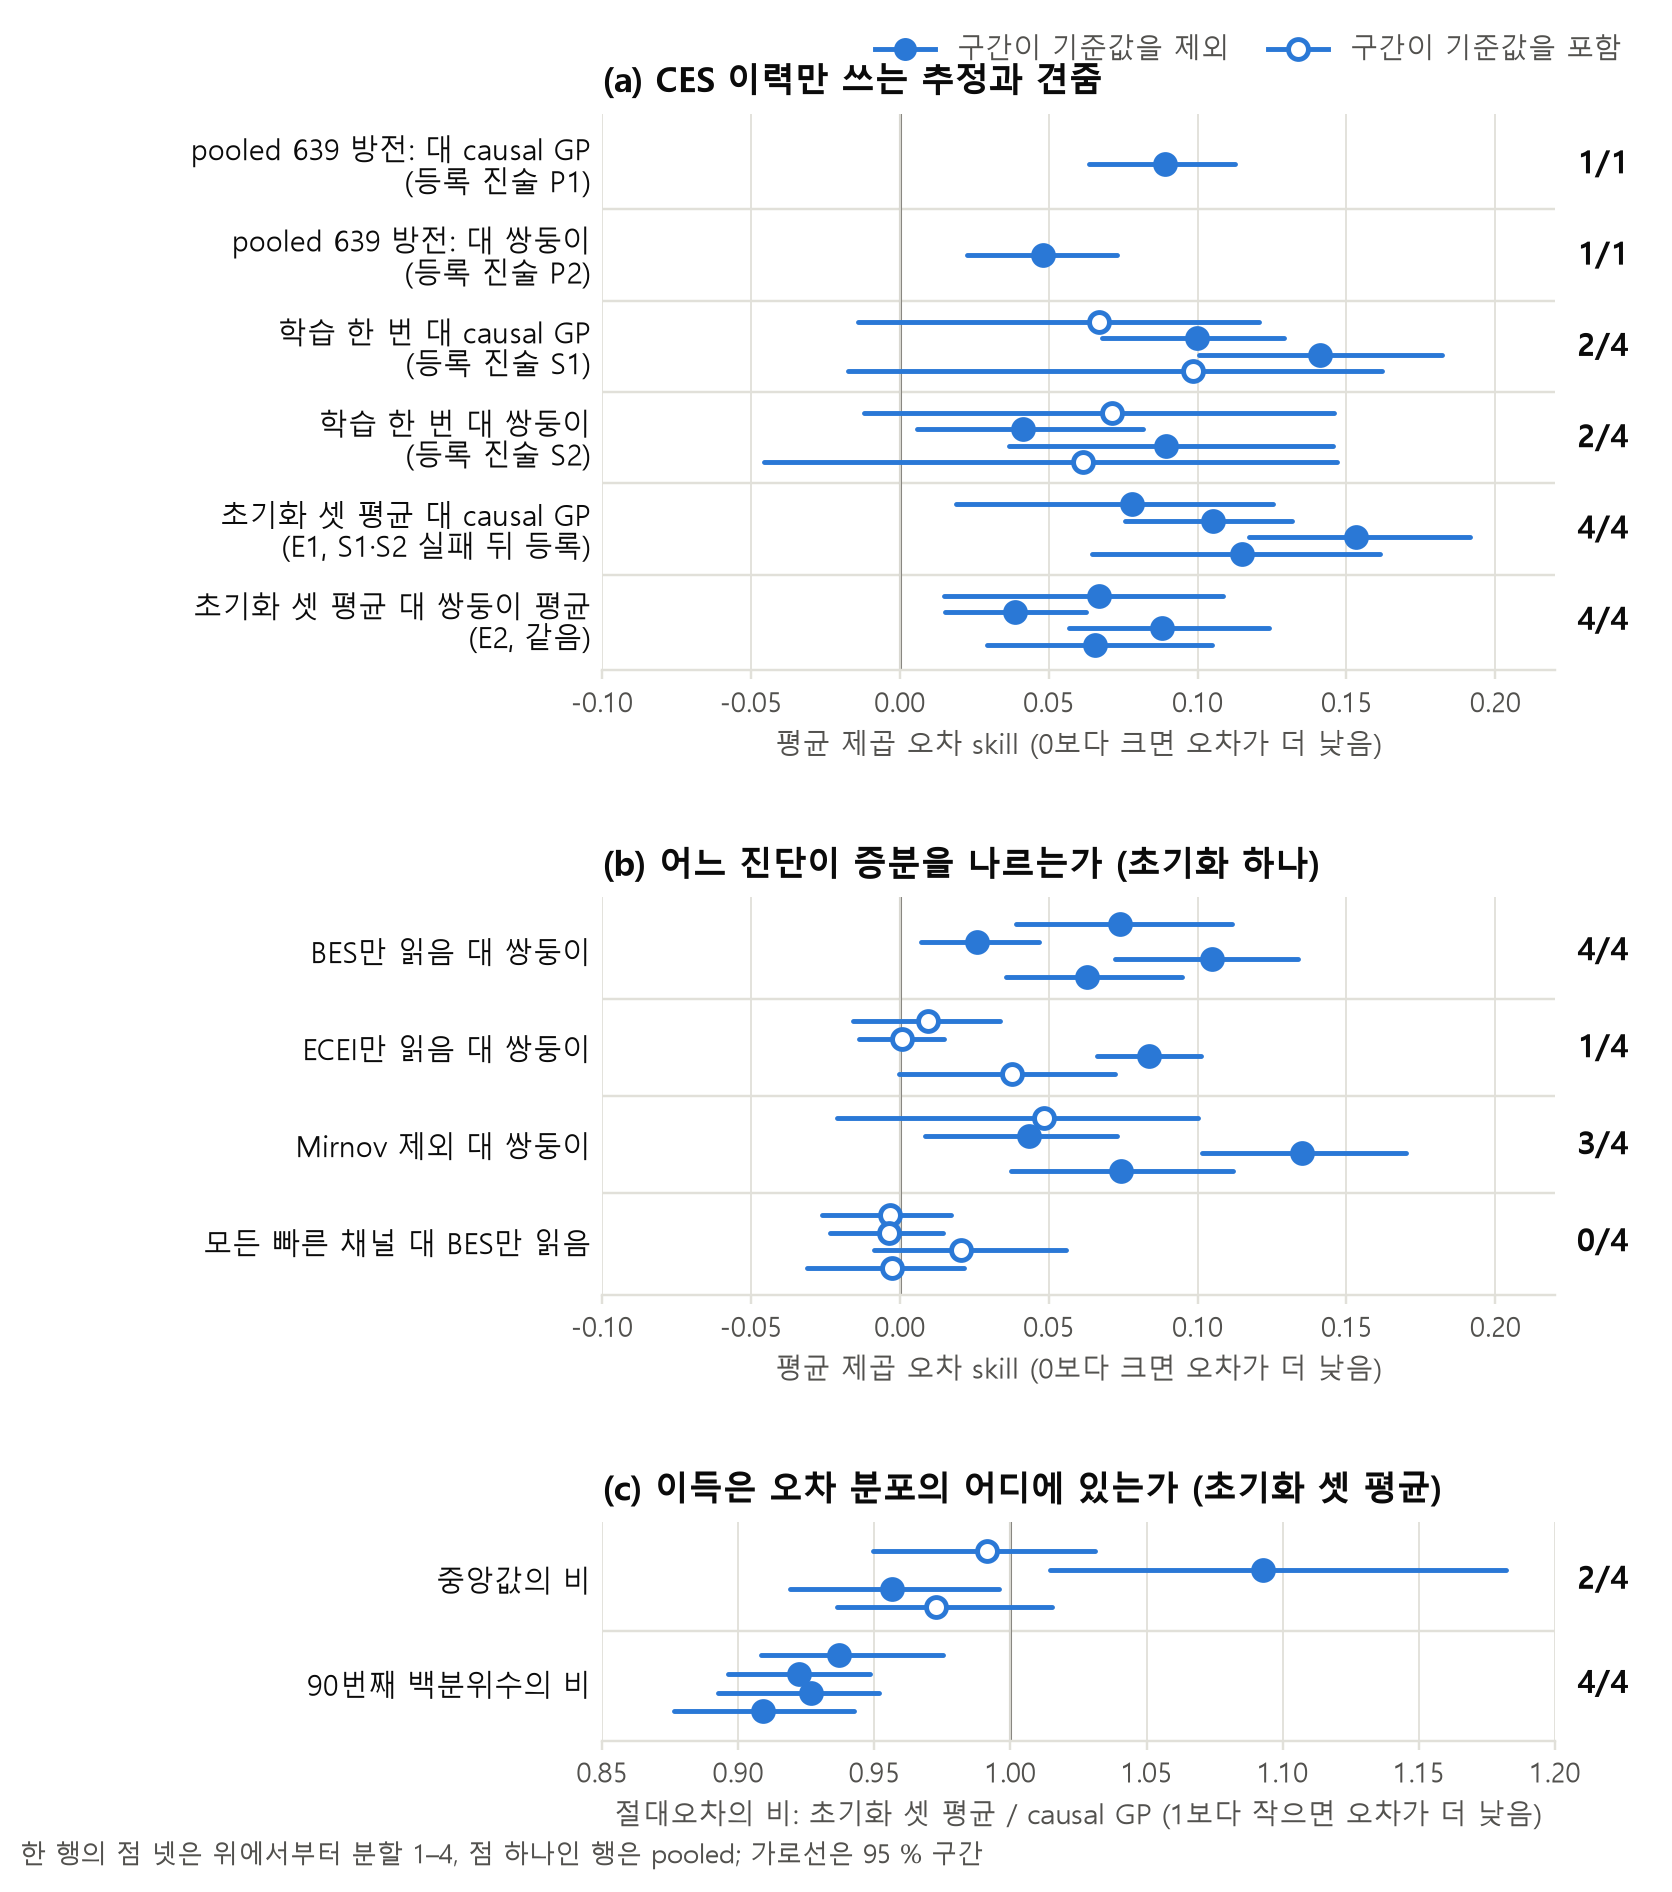 구간이 기준값을 제외 구간이 기준값을 포함
(a) CES 이력만 쓰는 추정과 견줌
pooled 639 방전: 대 causal GP
(등록 진술 P1)
1/1
pooled 639 방전: 대 쌍둥이
(등록 진술 P2)
1/1
학습 한 번 대 causal GP
(등록 진술 S1)
2/4
학습 한 번 대 쌍둥이
(등록 진술 S2)
2/4
초기화 셋 평균 대 causal GP
(E1, S1·S2 실패 뒤 등록)
4/4
초기화 셋 평균 대 쌍둥이 평균
(E2, 같음)
4/4
-0.10 -0.05 0.00 0.05 0.10 0.15 0.20
평균 제곱 오차 skill (0보다 크면 오차가 더 낮음)
(b) 어느 진단이 증분을 나르는가 (초기화 하나)
BES만 읽음 대 쌍둥이
4/4
ECEI만 읽음 대 쌍둥이
1/4
Mirnov 제외 대 쌍둥이
3/4
모든 빠른 채널 대 BES만 읽음
0/4
-0.10 -0.05 0.00 0.05 0.10 0.15 0.20
평균 제곱 오차 skill (0보다 크면 오차가 더 낮음)
(c) 이득은 오차 분포의 어디에 있는가 (초기화 셋 평균)
중앙값의 비
2/4
90번째 백분위수의 비
4/4
0.85 0.90 0.95 1.00 1.05 1.10 1.15 1.20
절대오차의 비: 초기화 셋 평균 / causal GP (1보다 작으면 오차가 더 낮음)
한 행의 점 넷은 위에서부터 분할 1–4, 점 하나인 행은 pooled; 가로선은 95 % 구간